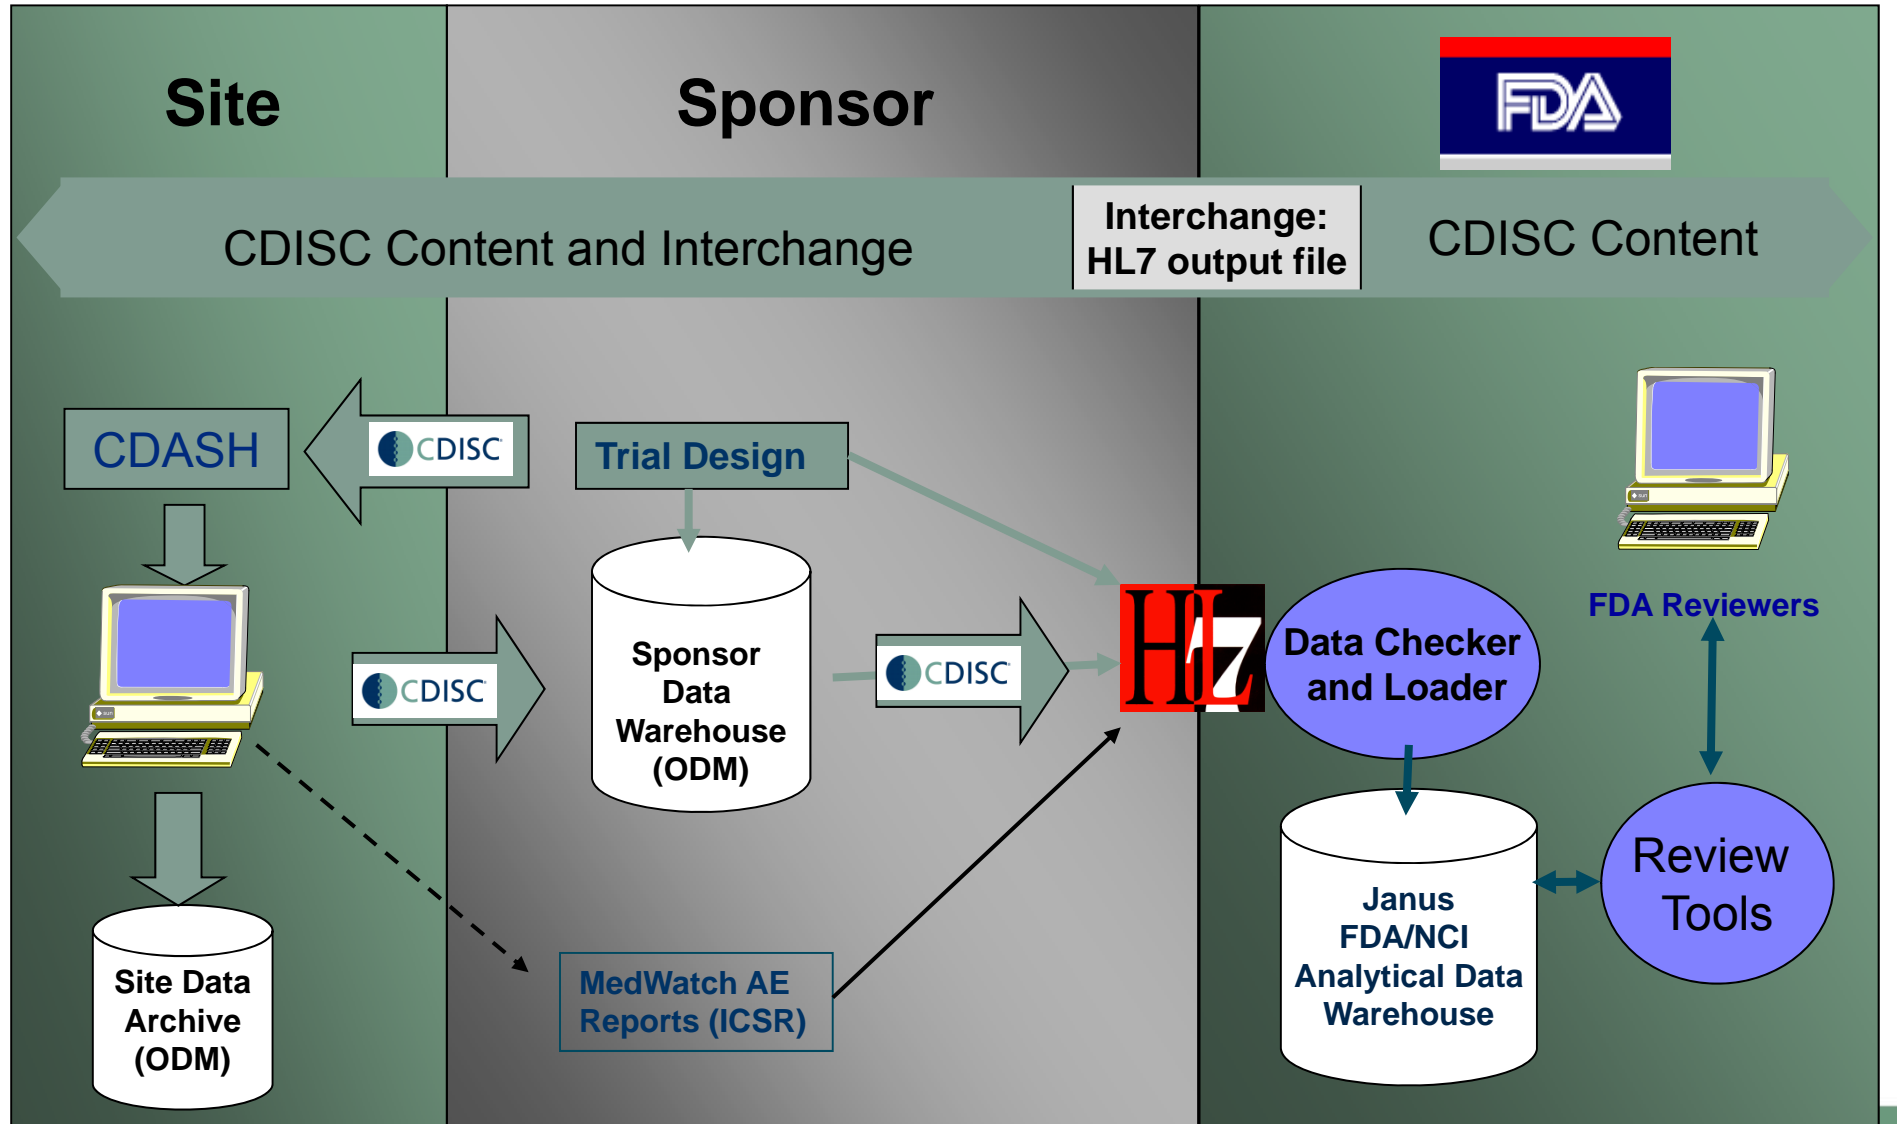 Site
Sponsor
FDA
CDISC Content and Interchange
Interchange:
HL7 output file
CDISC Content
CDASH
CDISC
Trial Design
CDISC
Sponsor
Data
Warehouse
(ODM)
CDISC
HL7
Data Checker
and Loader
FDA Reviewers
Site Data
Archive
(ODM)
MedWatch AE
Reports (ICSR)
Janus
FDA/NCI
Analytical Data
Warehouse
Review
Tools
sun
sun